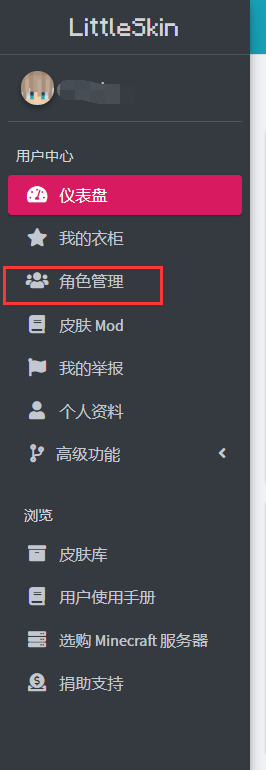 LittleSkin
用户中心
仪表盘
我的衣柜
角色管理
皮肤 Mod
我的举报
个人资料
高级功能
浏览
皮肤库
用户使用手册
选购 Minecraft 服务器
捐助支持